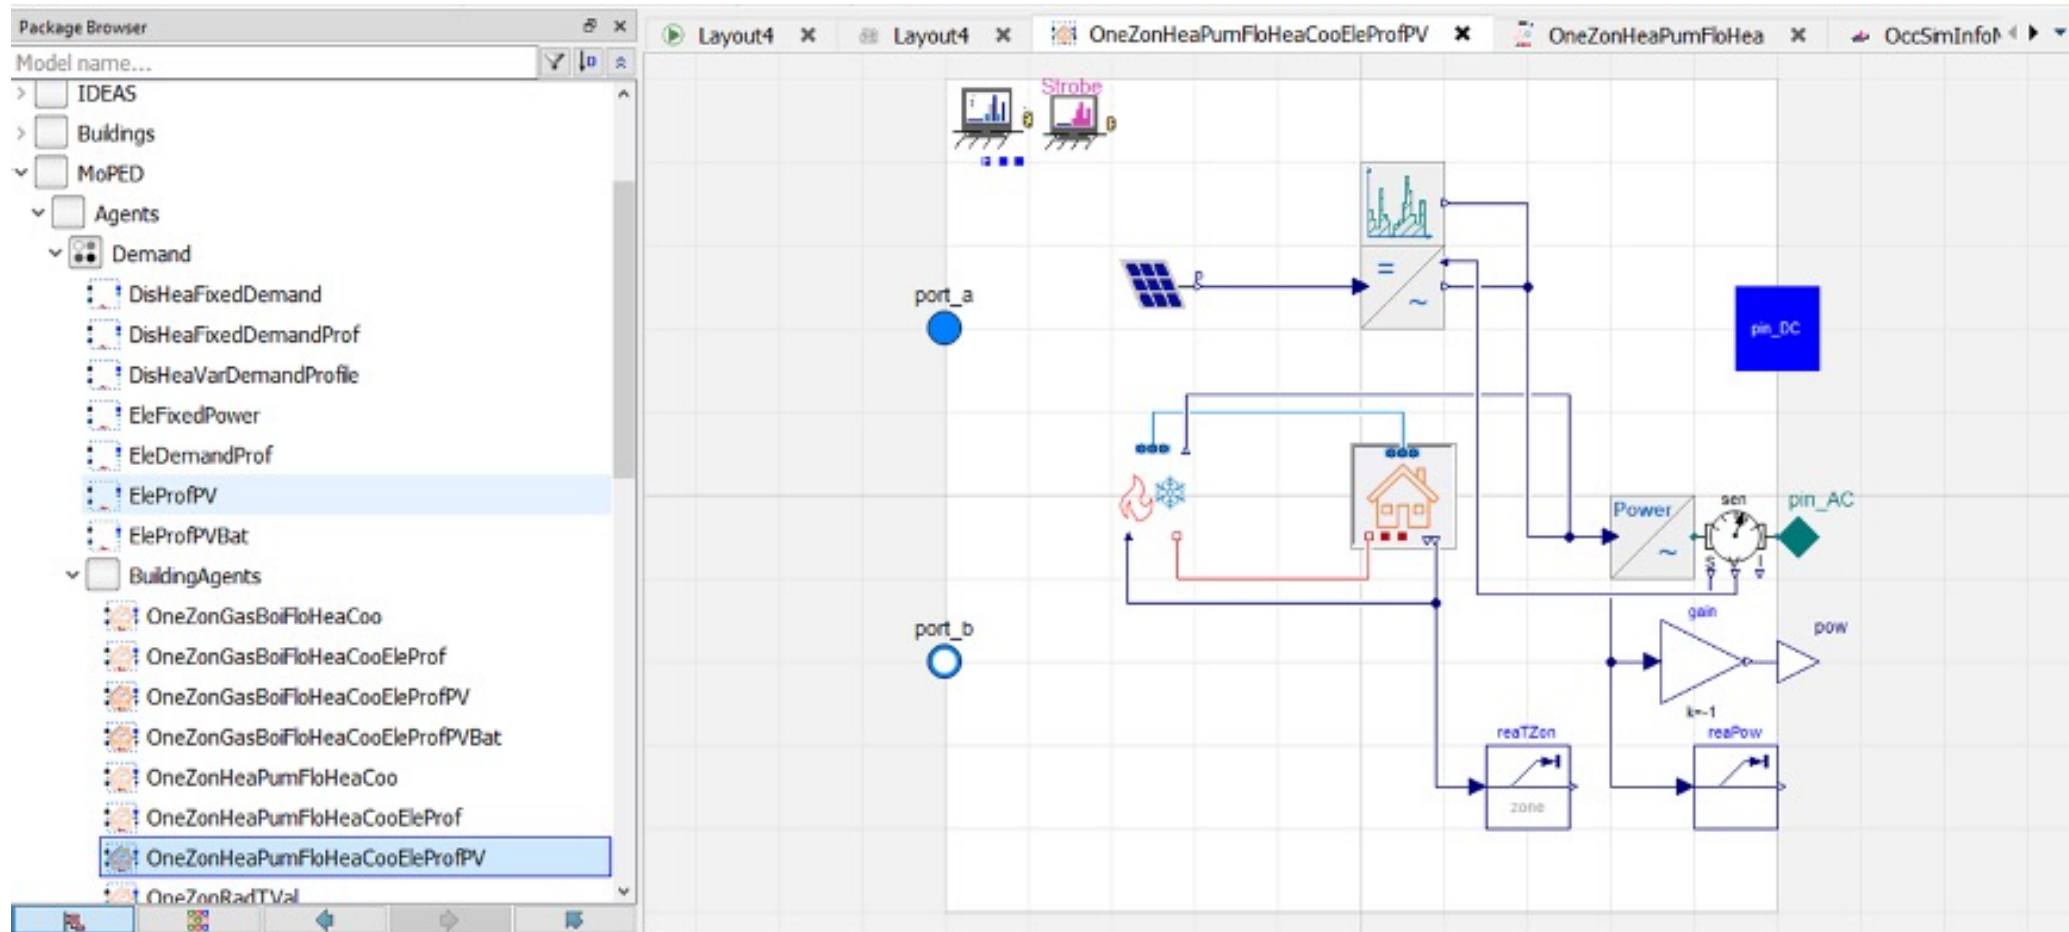 Package Browser
Model name...
IDEAS
Buildings
MoPED
Agents
Demand
DisHeaFixedDemand
DisHeaFixedDemandProf
DisHeaVarDemandProfile
EleFixedPower
EleDemandProf
EleProfPV
EleProfPVBat
BuildingAgents
OneZonGasBoiFloHeaCoo
OneZonGasBoiFloHeaCooEleProf
OneZonGasBoiFloHeaCooEleProfPV
OneZonGasBoiFloHeaCooEleProfPVBat
OneZonHeaPumFloHeaCoo
OneZonHeaPumFloHeaCooEleProf
OneZonHeaPumFloHeaCooEleProfPV
OneZonRadTVal
Layout4
Layout4
OneZonHeaPumFloHeaCooEleProfPV
OneZonHeaPumFloHea
Strobe
P
=
~
port_a
pin_DC
Power
~
sen
pin_AC
port_b
gain
pow
k=-1
reaTZon
zone
reaPow